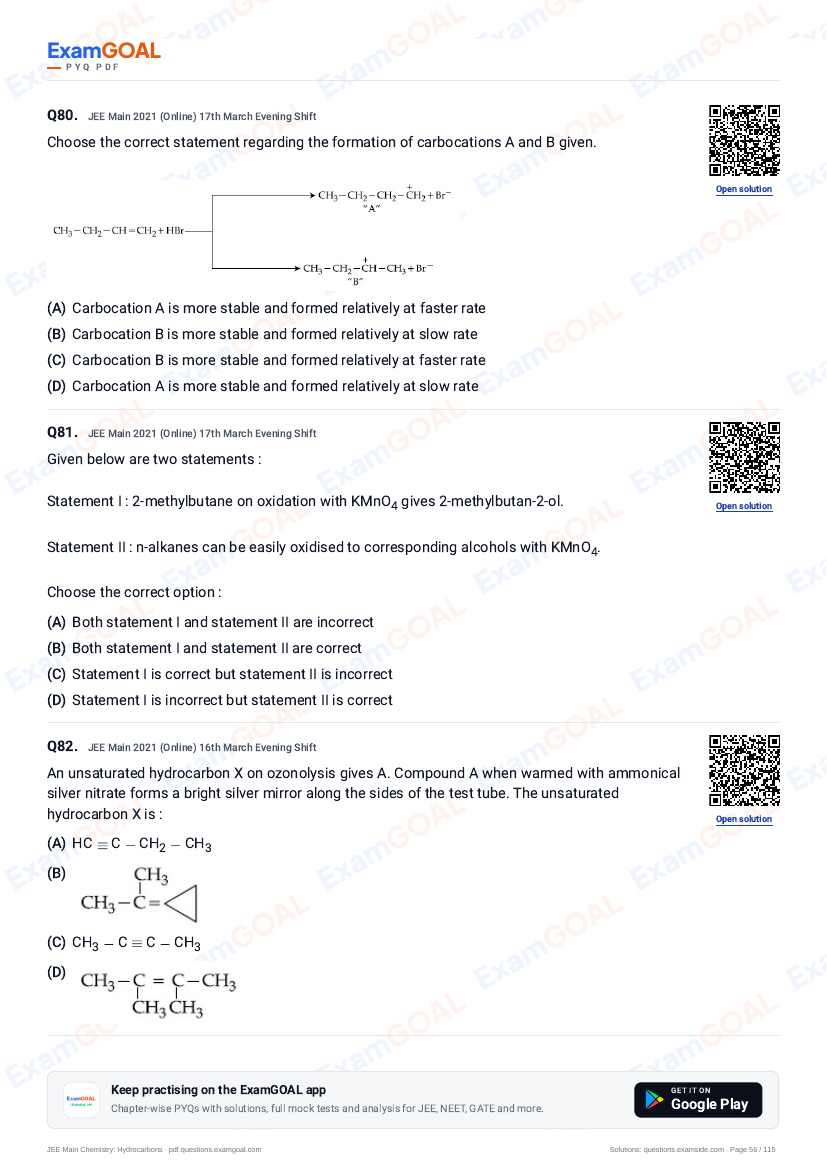 ExamGOAL
PYQ PDF
Q80. JEE Main 2021 (Online) 17th March Evening Shift
Choose the correct statement regarding the formation of carbocations A and B given.
Open solution
CH₃−CH₂−CH₂−C⁺H₂+Br⁻
"A"
CH₃−CH₂−CH=CH₂+HBr
CH₃−CH₂−C⁺H−CH₃+Br⁻
"B"
(A) Carbocation A is more stable and formed relatively at faster rate
(B) Carbocation B is more stable and formed relatively at slow rate
(C) Carbocation B is more stable and formed relatively at faster rate
(D) Carbocation A is more stable and formed relatively at slow rate
Q81. JEE Main 2021 (Online) 17th March Evening Shift
Given below are two statements :
Open solution
Statement I : 2-methylbutane on oxidation with KMnO₄ gives 2-methylbutan-2-ol.
Statement II : n-alkanes can be easily oxidised to corresponding alcohols with KMnO₄.
Choose the correct option :
(A) Both statement I and statement II are incorrect
(B) Both statement I and statement II are correct
(C) Statement I is correct but statement II is incorrect
(D) Statement I is incorrect but statement II is correct
Q82. JEE Main 2021 (Online) 16th March Evening Shift
An unsaturated hydrocarbon X on ozonolysis gives A. Compound A when warmed with ammonical
silver nitrate forms a bright silver mirror along the sides of the test tube. The unsaturated
hydrocarbon X is :
Open solution
(A) HC ≡ C − CH₂ − CH₃
(B) CH₃
CH₃−C=
(C) CH₃ − C ≡ C − CH₃
(D) CH₃−C = C−CH₃
CH₃ CH₃
Keep practising on the ExamGOAL app
Chapter-wise PYQs with solutions, full mock tests and analysis for JEE, NEET, GATE and more.
ExamGOAL
GET IT ON
Google Play
JEE Main Chemistry: Hydrocarbons · pdf.questions.examgoal.com
Solutions: questions.examside.com · Page 56 / 115